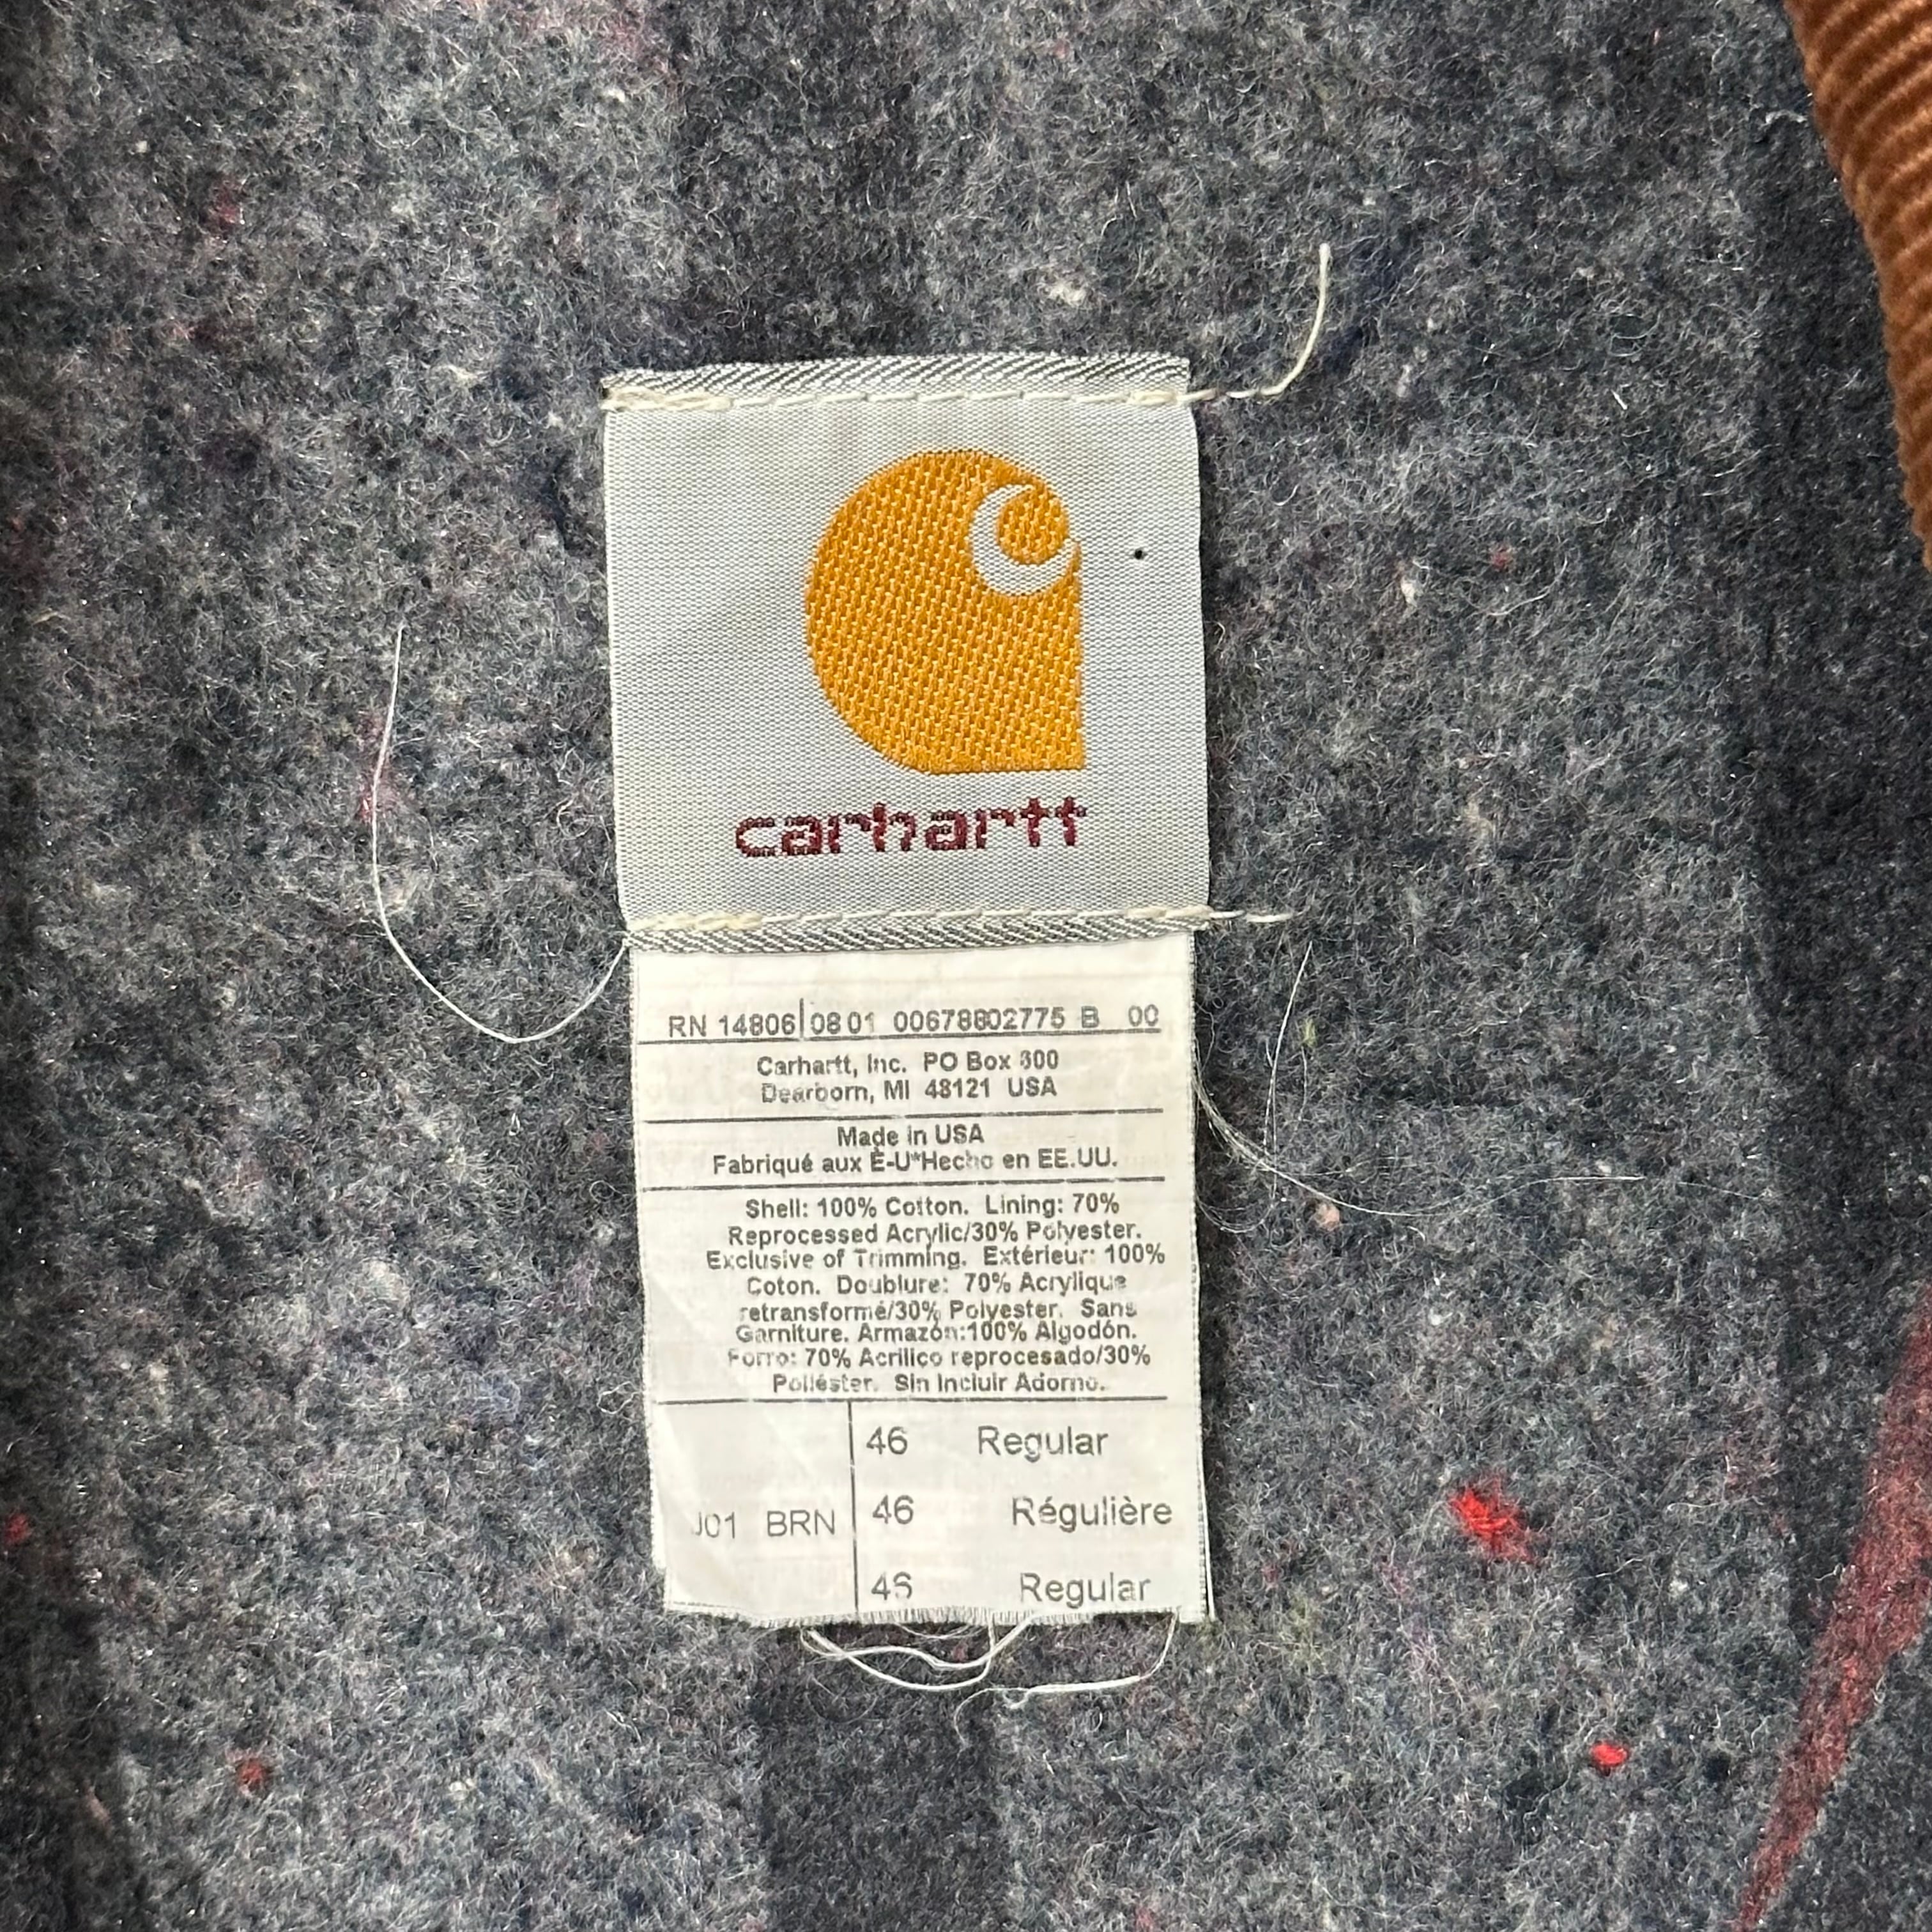 carhartt
RN 14806 0801 00678802775 B 00
Carhartt, Inc. PO Box 600
Dearborn, MI 48121 USA
Made in USA
Fabriqué aux É-U*Hecho en EE.UU.
Shell: 100% Cotton. Lining: 70%
Reprocessed Acrylic/30% Polyester.
Exclusive of Trimming. Extérieur: 100%
Coton. Doublure: 70% Acrylique
retransformé/30% Polyester. Sans
Garniture. Armazón:100% Algodón.
Forro: 70% Acrilico reprocesado/30%
Poliéster. Sin Incluir Adorno.
46 Regular
J01 BRN 46 Régulière
46 Regular